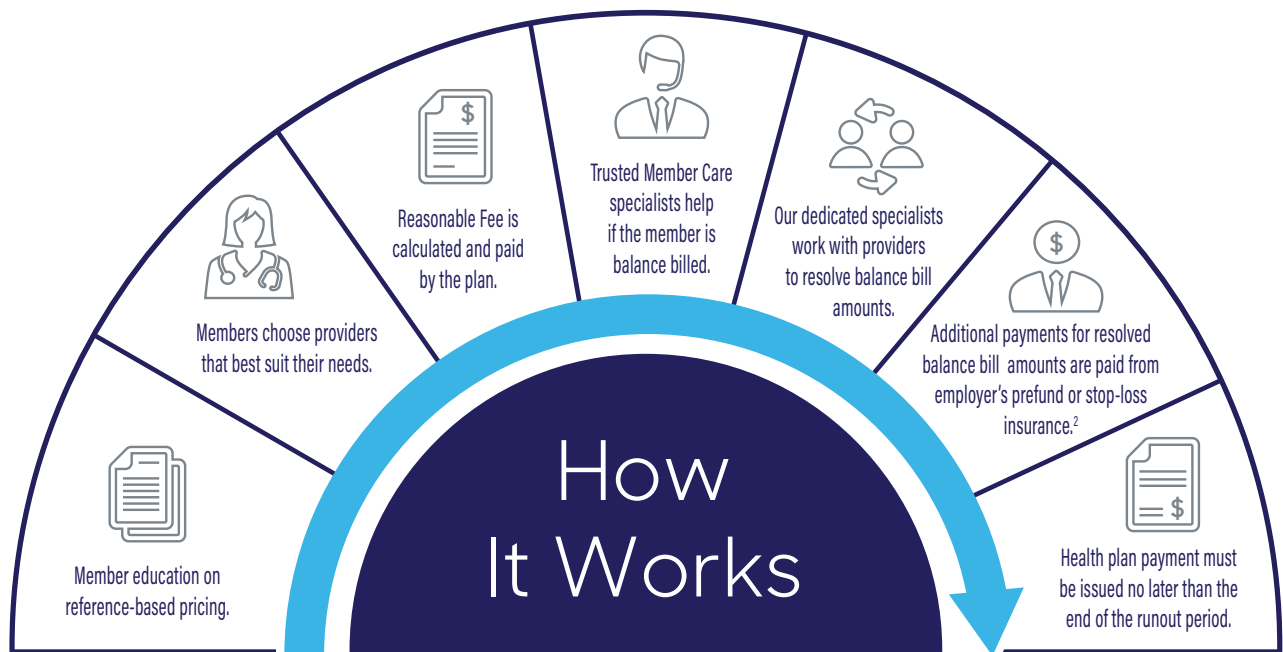 Member education on
reference-based pricing.
Members choose providers
that best suit their needs.
$
Reasonable Fee is
calculated and paid
by the plan.
Trusted Member Care
specialists help
if the member is
balance billed.
Our dedicated specialists
work with providers
to resolve balance bill
amounts.
$
Additional payments for resolved
balance bill amounts are paid from
employer's prefund or stop-loss
insurance.²
$
Health plan payment must
be issued no later than the
end of the runout period.
How
It Works